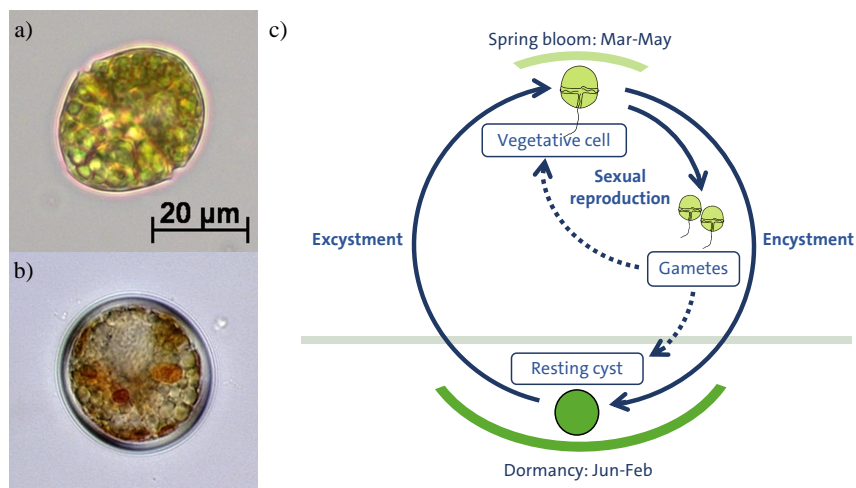 a)
20 µm
b)
c)
Spring bloom: Mar-May
Vegetative cell
Sexual
reproduction
Excystment
Encystment
Gametes
Resting cyst
Dormancy: Jun-Feb